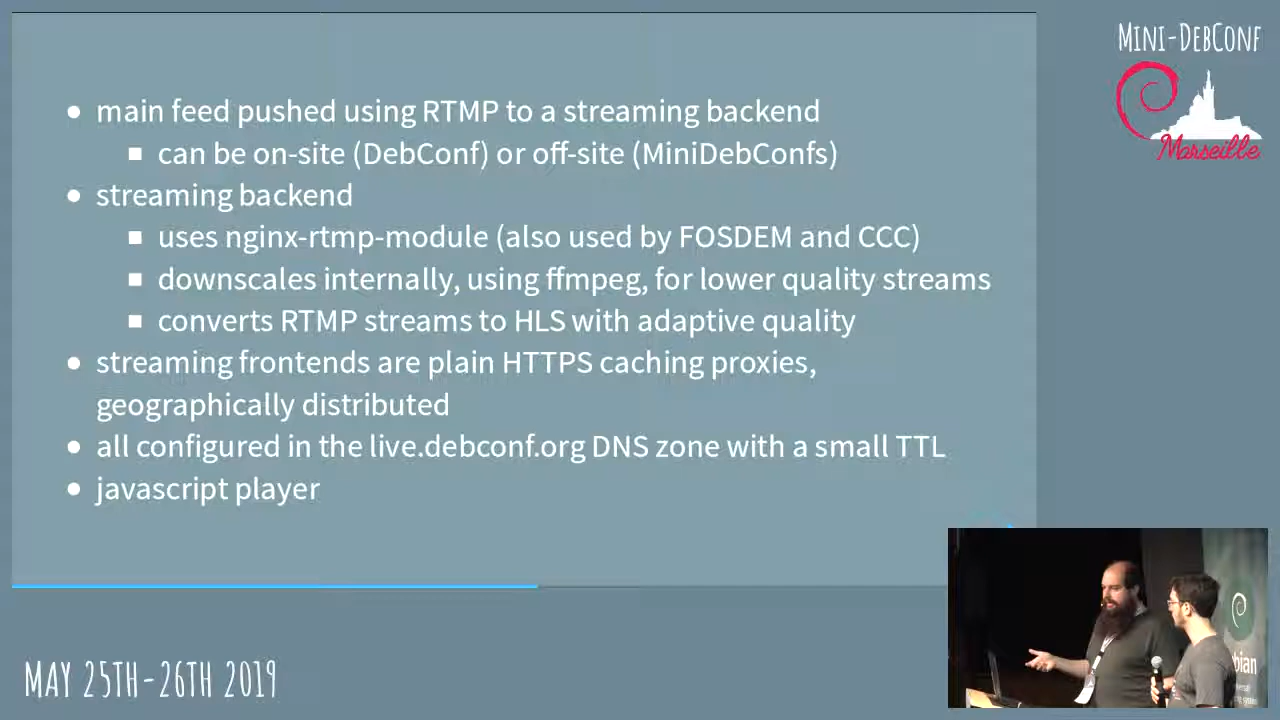 MINI-DEBCONF
Marseille
• main feed pushed using RTMP to a streaming backend
▪ can be on-site (DebConf) or off-site (MiniDebConfs)
• streaming backend
▪ uses nginx-rtmp-module (also used by FOSDEM and CCC)
▪ downscales internally, using ffmpeg, for lower quality streams
▪ converts RTMP streams to HLS with adaptive quality
• streaming frontends are plain HTTPS caching proxies,
geographically distributed
• all configured in the live.debconf.org DNS zone with a small TTL
• javascript player
bian
MAY 25TH-26TH 2019